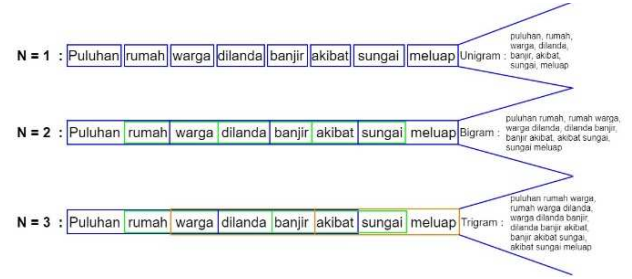 N = 1 : Puluhan rumah warga dilanda banjir akibat sungai meluap Unigram :
puluhan, rumah,
warga, dilanda,
banjir, akibat,
sungai, meluap
N = 2 : Puluhan rumah warga dilanda banjir akibat sungai meluap Bigram :
puluhan rumah, rumah warga,
warga dilanda, dilanda banjir,
banjir akibat, akibat sungai,
sungai meluap
N = 3 : Puluhan rumah warga dilanda banjir akibat sungai meluap Trigram :
puluhan rumah warga,
rumah warga dilanda,
warga dilanda banjir,
dilanda banjir akibat,
banjir akibat sungai,
akibat sungai meluap